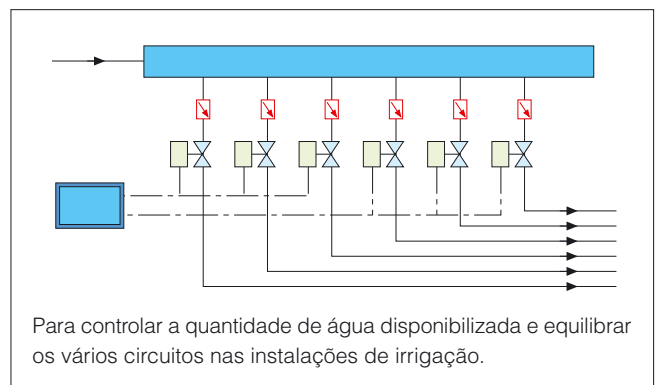 Para controlar a quantidade de água disponibilizada e equilibrar
os vários circuitos nas instalações de irrigação.